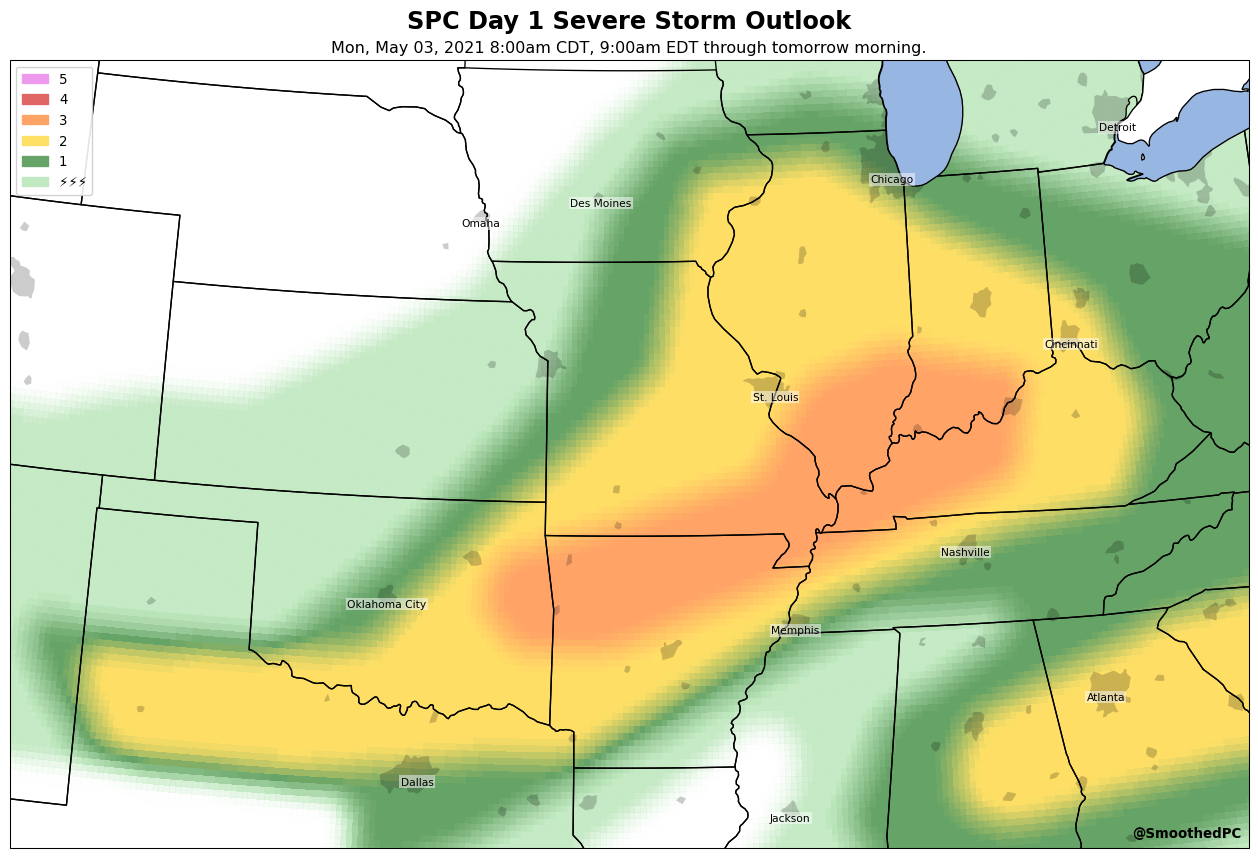 SPC Day 1 Severe Storm Outlook
Mon, May 03, 2021 8:00am CDT, 9:00am EDT through tomorrow morning.
5
4
3
2
1
⚡⚡⚡
Detroit
Chicago
Des Moines
Omaha
Cincinnati
St. Louis
Nashville
Oklahoma City
Memphis
Atlanta
Dallas
Jackson
@SmoothedPC